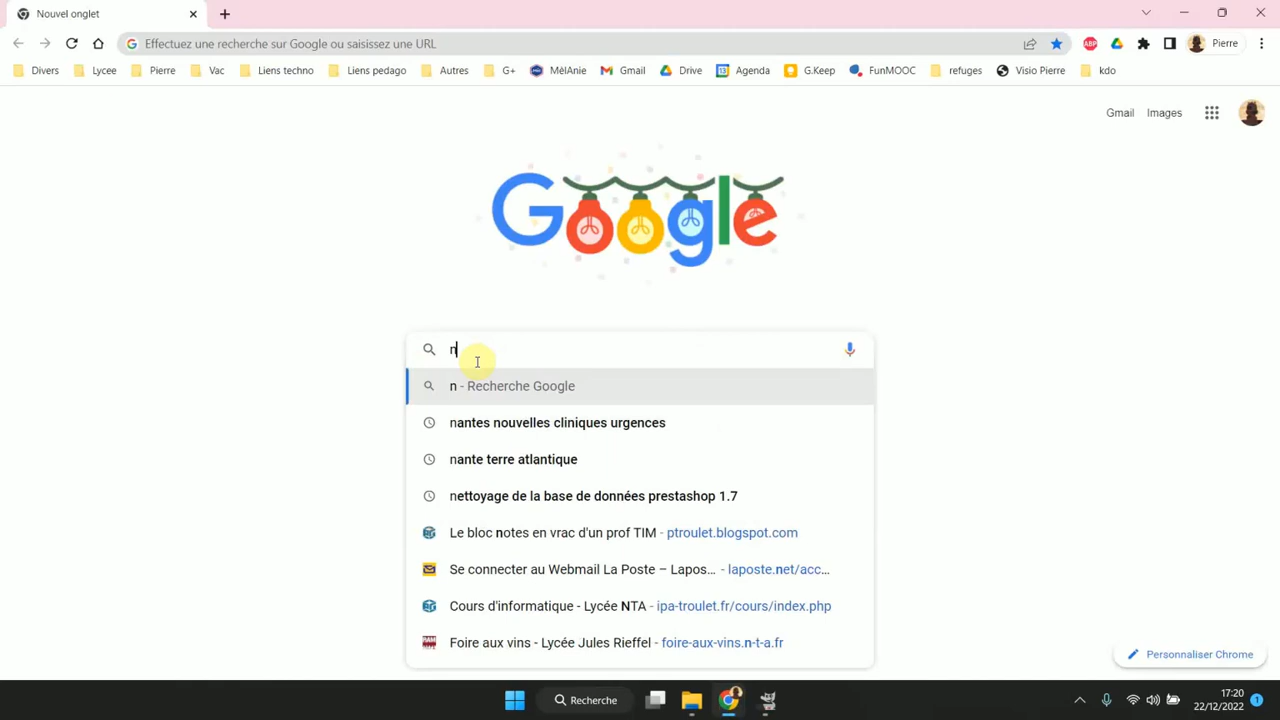 Nouvel onglet
Effectuez une recherche sur Google ou saisissez une URL
ABP
Pierre
Divers Lycee Pierre Vac Liens techno Liens pedago Autres G+ MélAnie Gmail Drive 31 Agenda G.Keep FunMOOC refuges Visio Pierre kdo
Gmail Images
Google
n
n - Recherche Google
nantes nouvelles cliniques urgences
nante terre atlantique
nettoyage de la base de données prestashop 1.7
Le bloc notes en vrac d'un prof TIM - ptroulet.blogspot.com
Se connecter au Webmail La Poste – Lapos... - laposte.net/acc...
Cours d'informatique - Lycée NTA - ipa-troulet.fr/cours/index.php
Foire aux vins - Lycée Jules Rieffel - foire-aux-vins.n-t-a.fr
Personnaliser Chrome
Recherche
17:20
22/12/2022
1